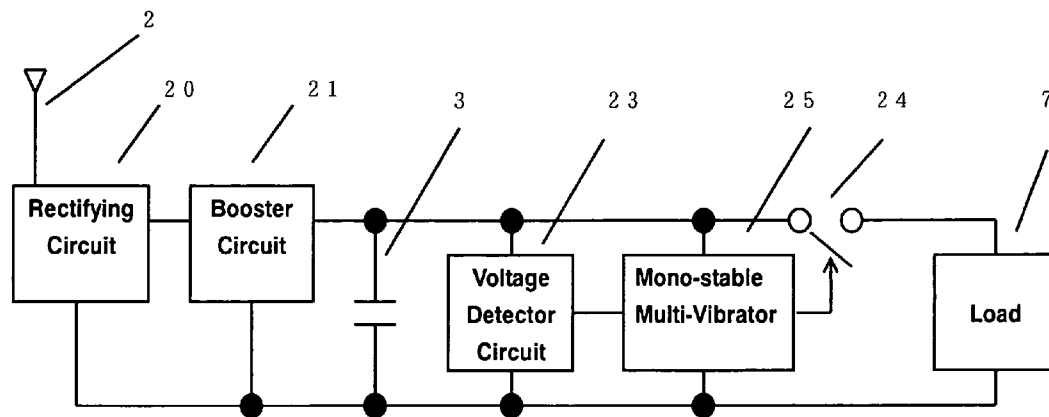 2
20
21
3
23
25
24
7
Rectifying
Circuit
Booster
Circuit
Voltage
Detector
Circuit
Mono-stable
Multi-Vibrator
Load